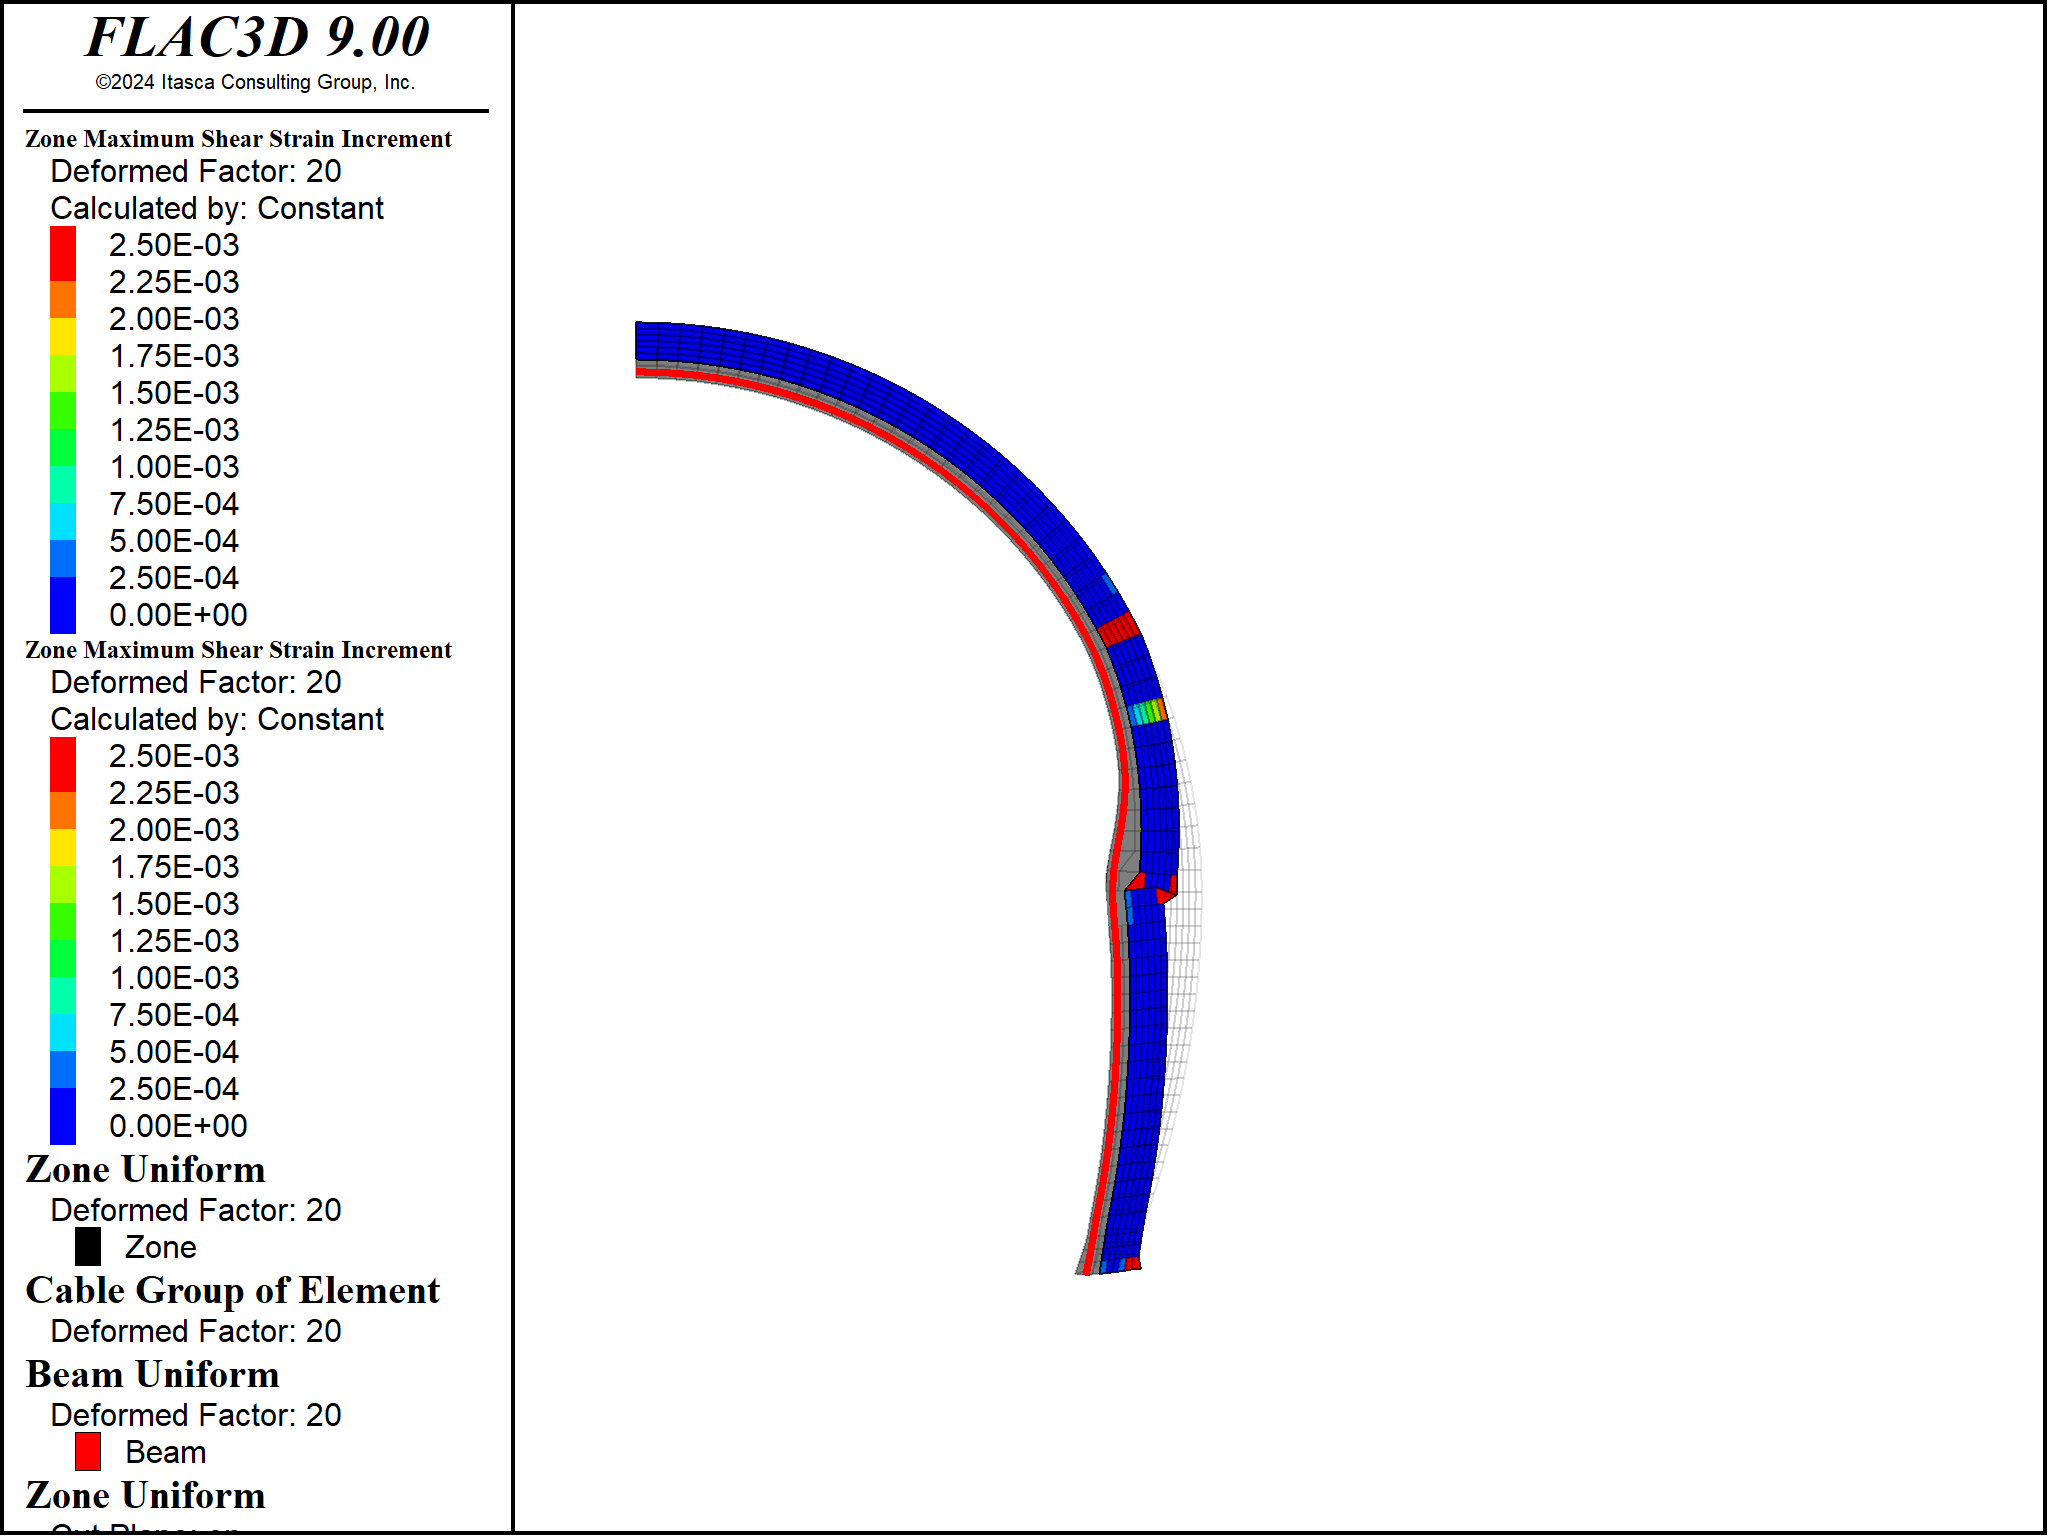 FLAC3D 9.00
©2024 Itasca Consulting Group, Inc.
Zone Maximum Shear Strain Increment
Deformed Factor: 20
Calculated by: Constant
2.50E-03
2.25E-03
2.00E-03
1.75E-03
1.50E-03
1.25E-03
1.00E-03
7.50E-04
5.00E-04
2.50E-04
0.00E+00
Zone Maximum Shear Strain Increment
Deformed Factor: 20
Calculated by: Constant
2.50E-03
2.25E-03
2.00E-03
1.75E-03
1.50E-03
1.25E-03
1.00E-03
7.50E-04
5.00E-04
2.50E-04
0.00E+00
Zone Uniform
Deformed Factor: 20
Zone
Cable Group of Element
Deformed Factor: 20
Beam Uniform
Deformed Factor: 20
Beam
Zone Uniform